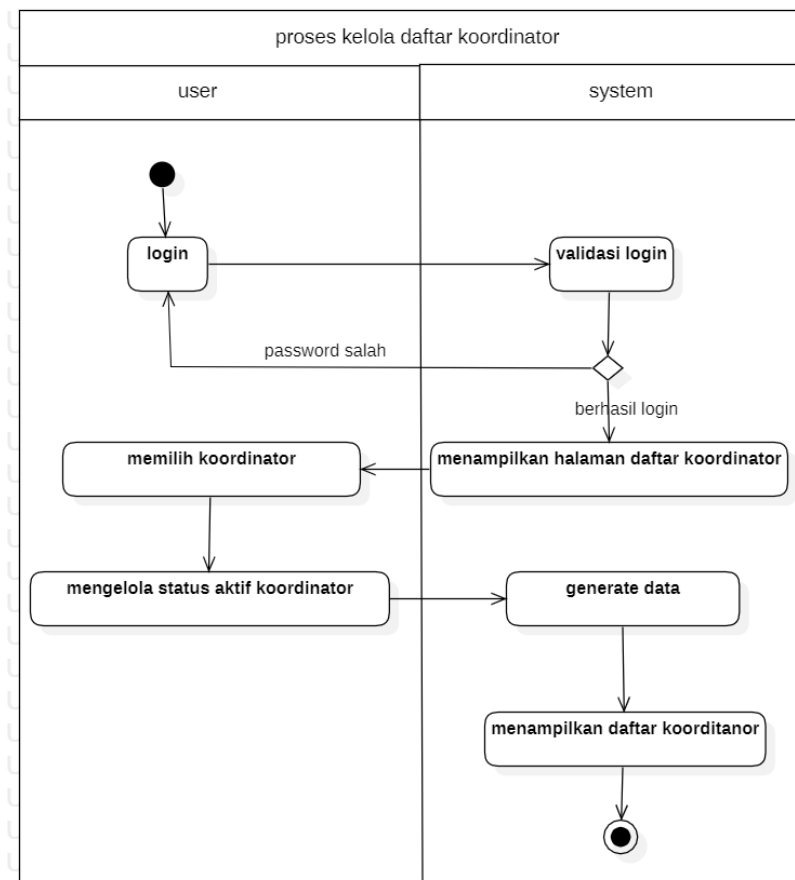 proses kelola daftar koordinator
user
system
login
validasi login
password salah
berhasil login
memilih koordinator
menampilkan halaman daftar koordinator
mengelola status aktif koordinator
generate data
menampilkan daftar koorditanor